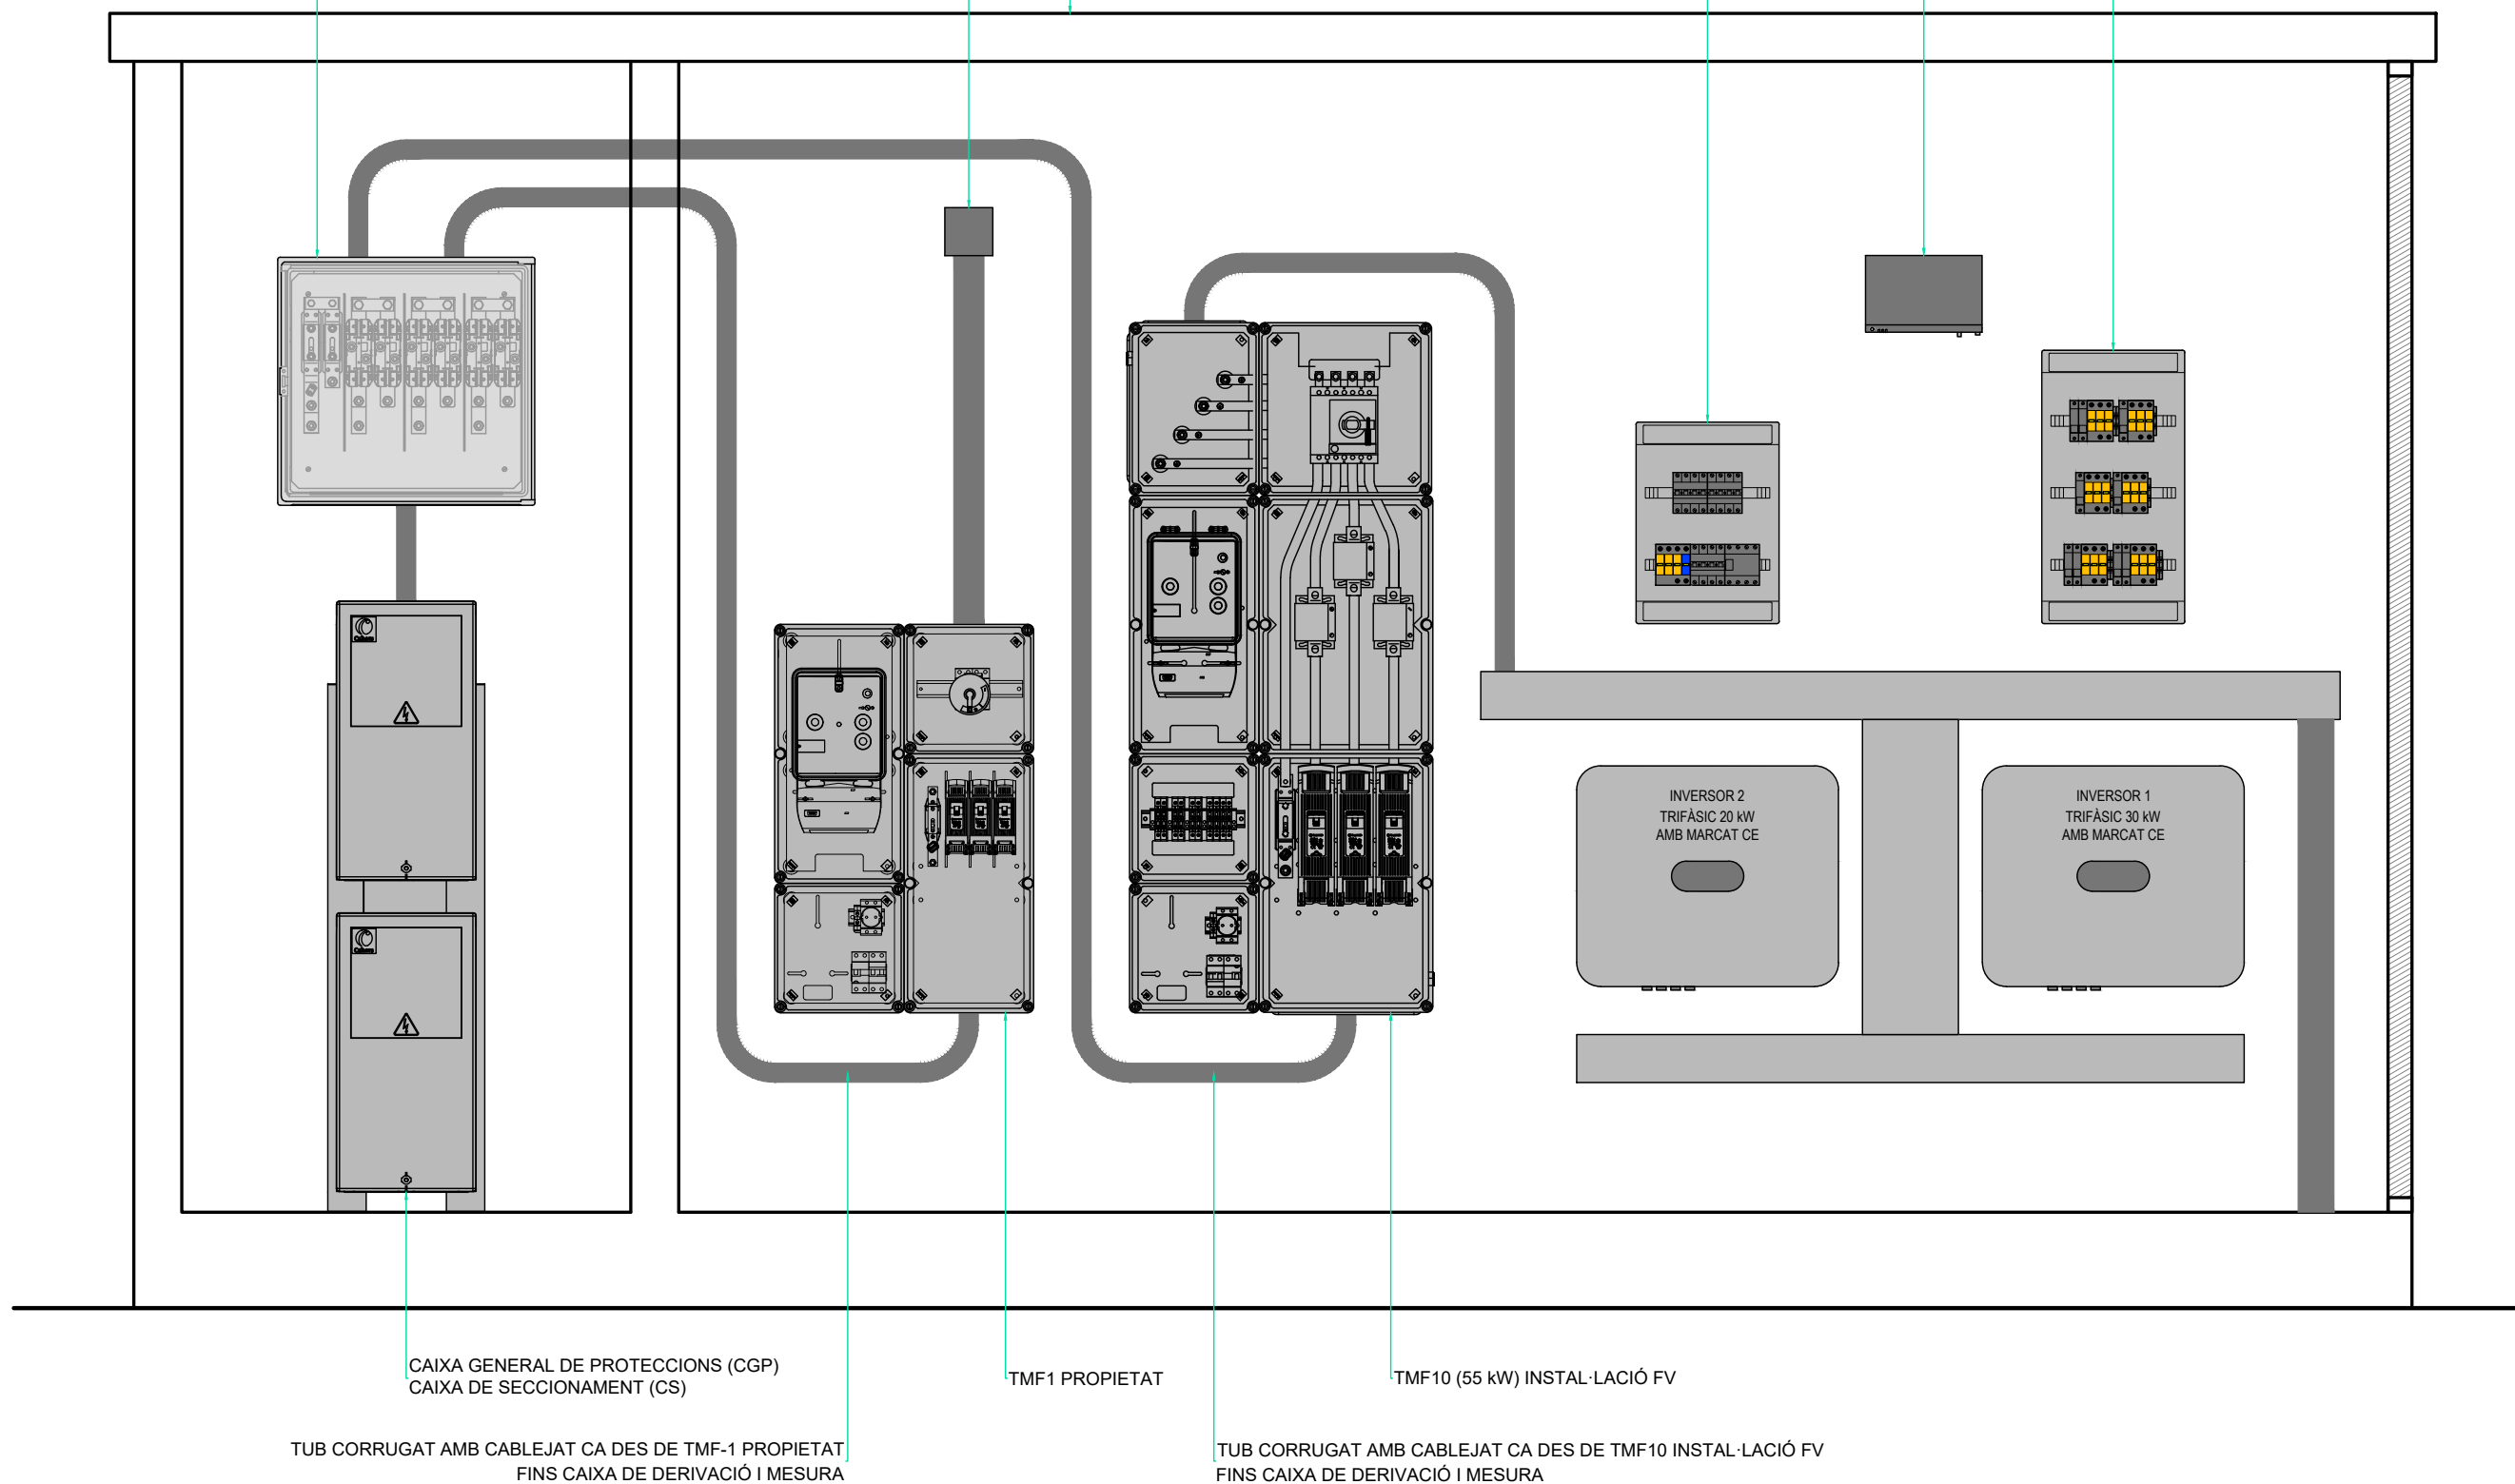 INVERSOR 2
TRIFÀSIC 20 kW
AMB MARCAT CE
INVERSOR 1
TRIFÀSIC 30 kW
AMB MARCAT CE
CAIXA GENERAL DE PROTECCIONS (CGP)
CAIXA DE SECCIONAMENT (CS)
TMF1 PROPIETAT
TMF10 (55 kW) INSTAL·LACIÓ FV
TUB CORRUGAT AMB CABLEJAT CA DES DE TMF-1 PROPIETAT
FINS CAIXA DE DERIVACIÓ I MESURA
TUB CORRUGAT AMB CABLEJAT CA DES DE TMF10 INSTAL·LACIÓ FV
FINS CAIXA DE DERIVACIÓ I MESURA